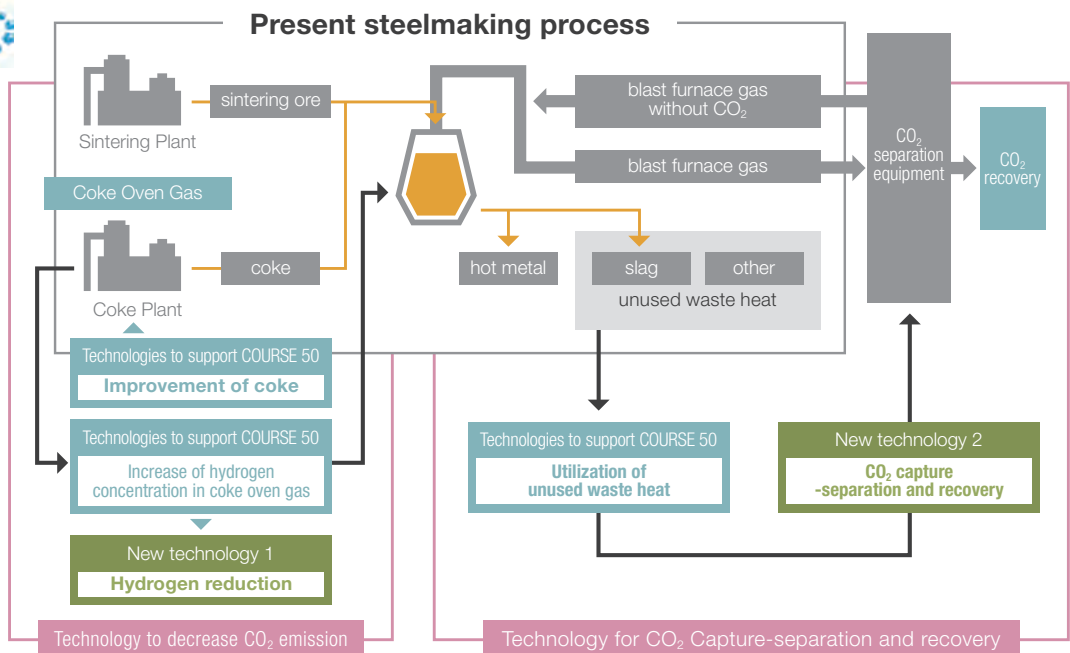 Present steelmaking process
sintering ore
Sintering Plant
Coke Oven Gas
coke
Coke Plant
blast furnace gas
without CO₂
blast furnace gas
CO₂
separation
equipment
CO₂
recovery
hot metal
slag
other
unused waste heat
Technologies to support COURSE 50
Improvement of coke
Technologies to support COURSE 50
Increase of hydrogen
concentration in coke oven gas
New technology 1
Hydrogen reduction
Technologies to support COURSE 50
Utilization of
unused waste heat
New technology 2
CO₂ capture
-separation and recovery
Technology to decrease CO₂ emission
Technology for CO₂ Capture-separation and recovery